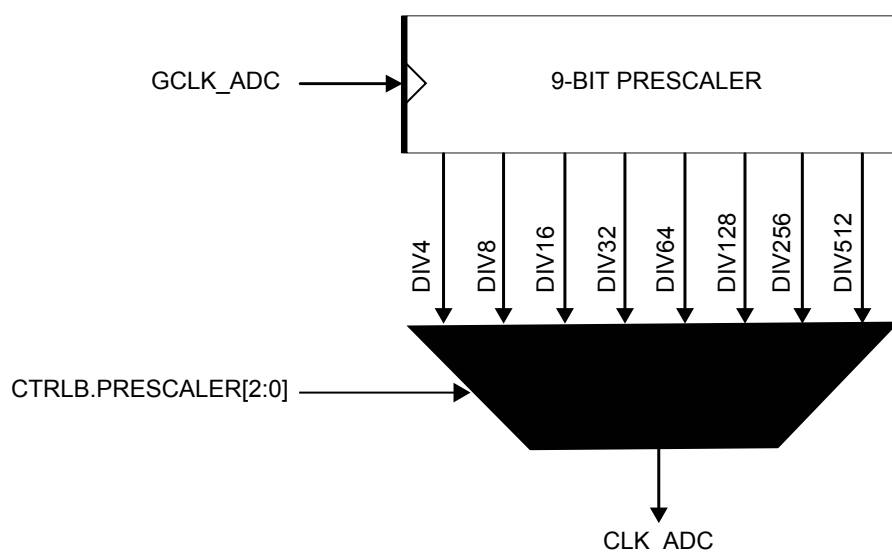 GCLK_ADC
9-BIT PRESCALER
DIV4
DIV8
DIV16
DIV32
DIV64
DIV128
DIV256
DIV512
CTRLB.PRESCALER[2:0]
CLK_ADC